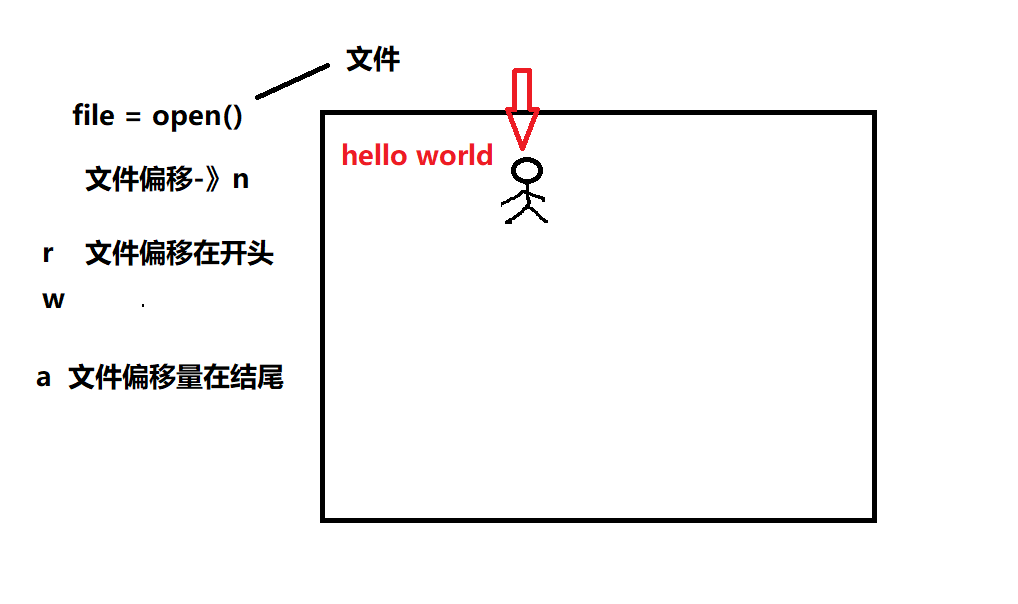 文件
file = open()
hello world
文件偏移-》n
r 文件偏移在开头
w
a 文件偏移量在结尾